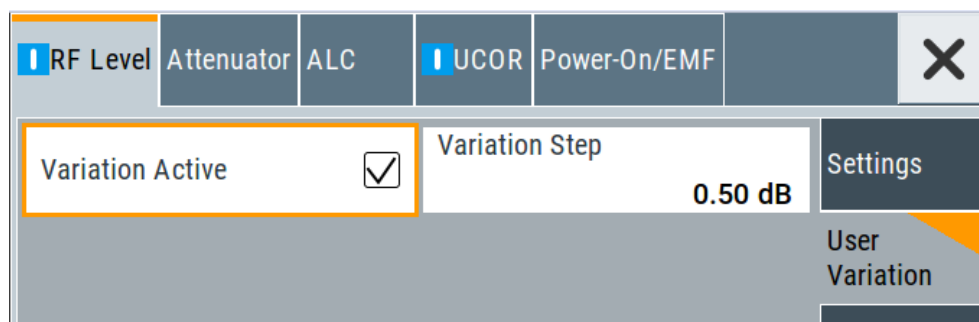 RF Level Attenuator ALC UCOR Power-On/EMF
Variation Active
Variation Step
0.50 dB
Settings
User
Variation